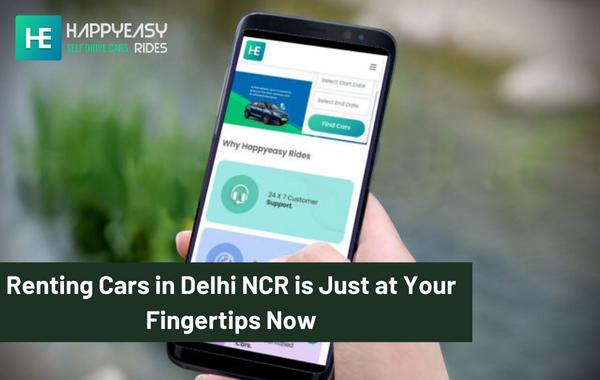 HE
HAPPYEASY
SELF DRIVE CARS RIDES
HE
Select Start Date
Select End Date
Find Cars
Why Happyeasy Rides
24 X 7 Customer
Support.
Renting Cars in Delhi NCR is Just at Your
Fingertips Now
Cars.